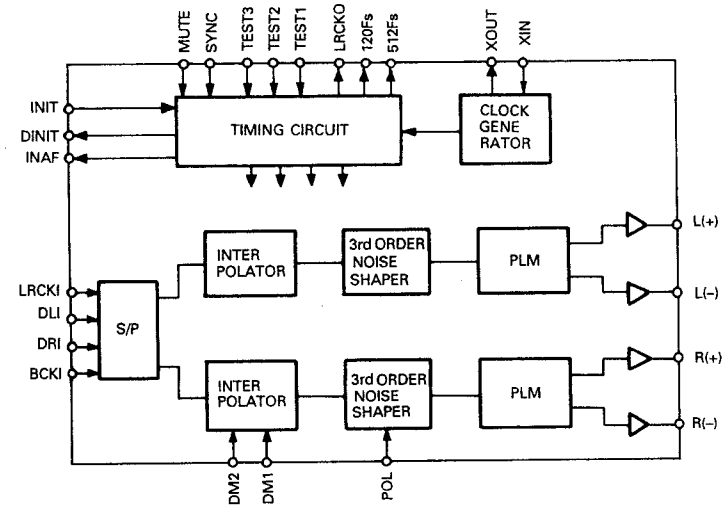 MUTE
SYNC
TEST3
TEST2
TEST1
LRCKO
120Fs
512Fs
XOUT
XIN
INIT
DINIT
INAF
TIMING CIRCUIT
CLOCK
GENE
RATOR
L(+)
L(−)
R(+)
R(−)
INTER
POLATOR
3rd ORDER
NOISE
SHAPER
PLM
LRCKI
DLI
DRI
BCKI
S/P
INTER
POLATOR
3rd ORDER
NOISE
SHAPER
PLM
DM2
DM1
POL